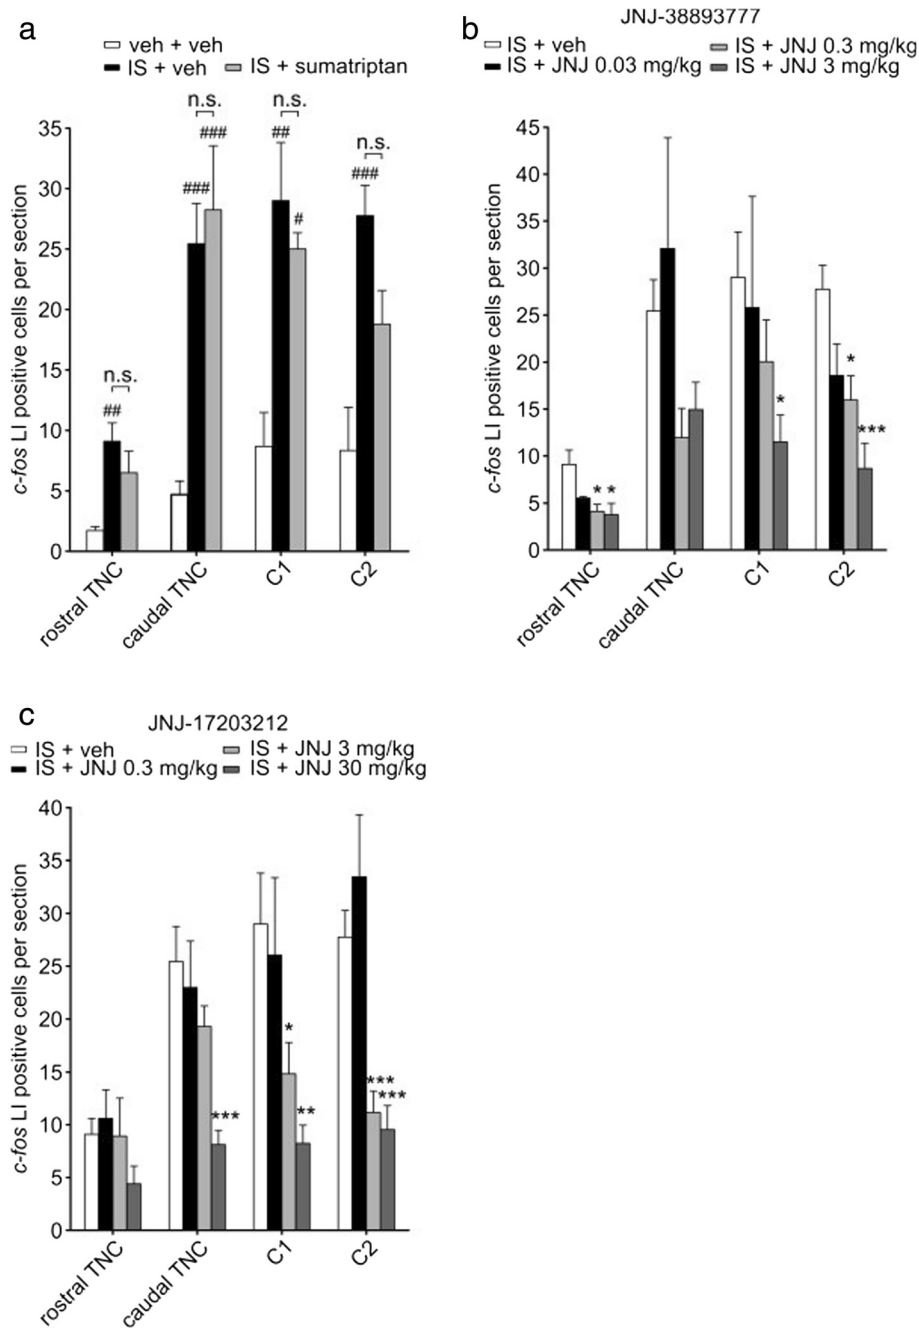 a
veh + veh
IS + veh IS + sumatriptan
c-fos LI positive cells per section
35
30
25
20
15
10
5
0
n.s. n.s. n.s. n.s.
## ### ### ## # ###
rostral TNC caudal TNC C1 C2
b
JNJ-38893777
IS + veh IS + JNJ 0.3 mg/kg
IS + JNJ 0.03 mg/kg IS + JNJ 3 mg/kg
c-fos LI positive cells per section
45
40
35
30
25
20
15
10
5
0
* * * * ***
rostral TNC caudal TNC C1 C2
c
JNJ-17203212
IS + veh IS + JNJ 3 mg/kg
IS + JNJ 0.3 mg/kg IS + JNJ 30 mg/kg
c-fos LI positive cells per section
40
35
30
25
20
15
10
5
0
*** * ** *** ***
rostral TNC caudal TNC C1 C2